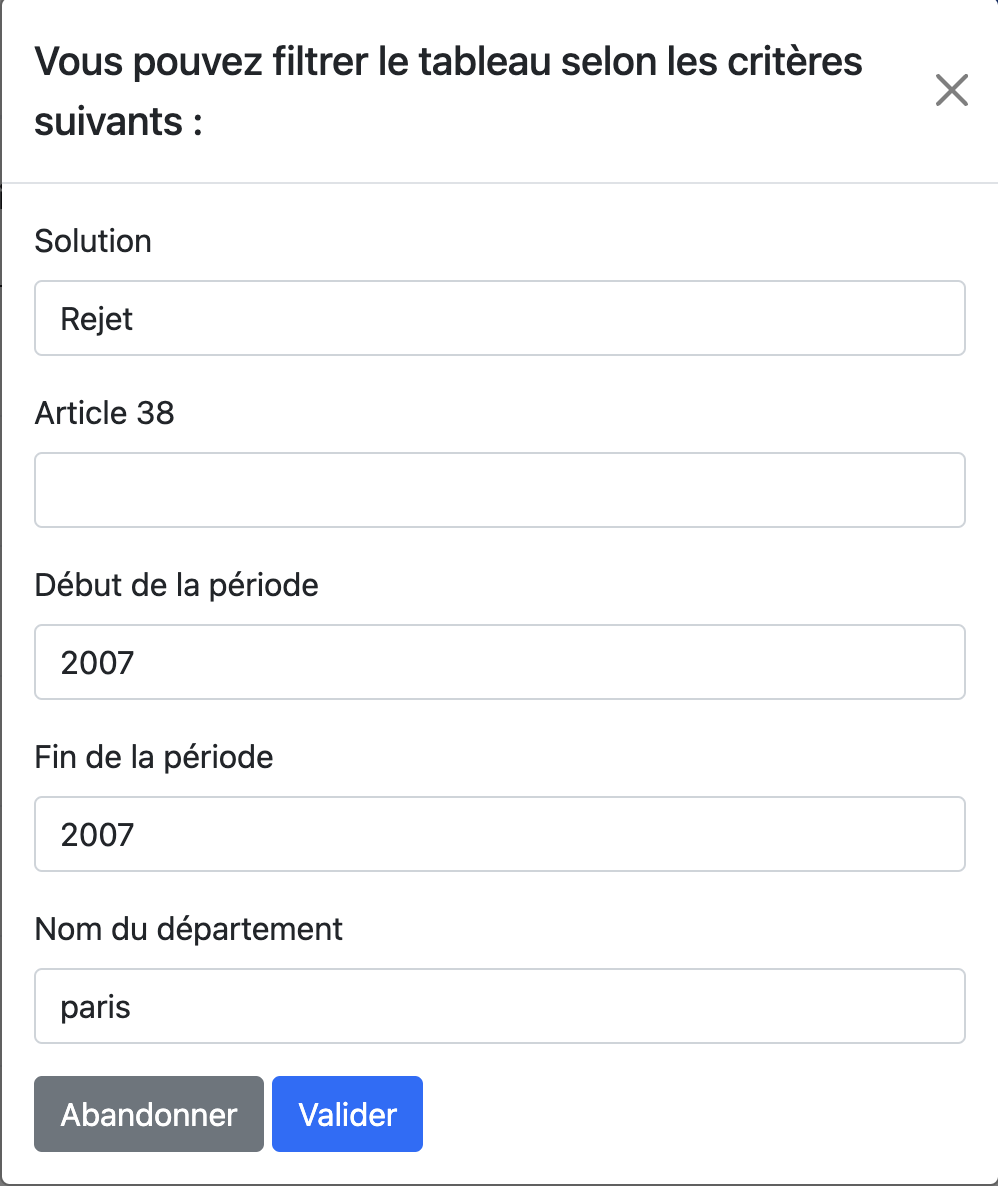 Vous pouvez filtrer le tableau selon les critères
suivants :
Solution
Rejet
Article 38
Début de la période
2007
Fin de la période
2007
Nom du département
paris
Abandonner
Valider